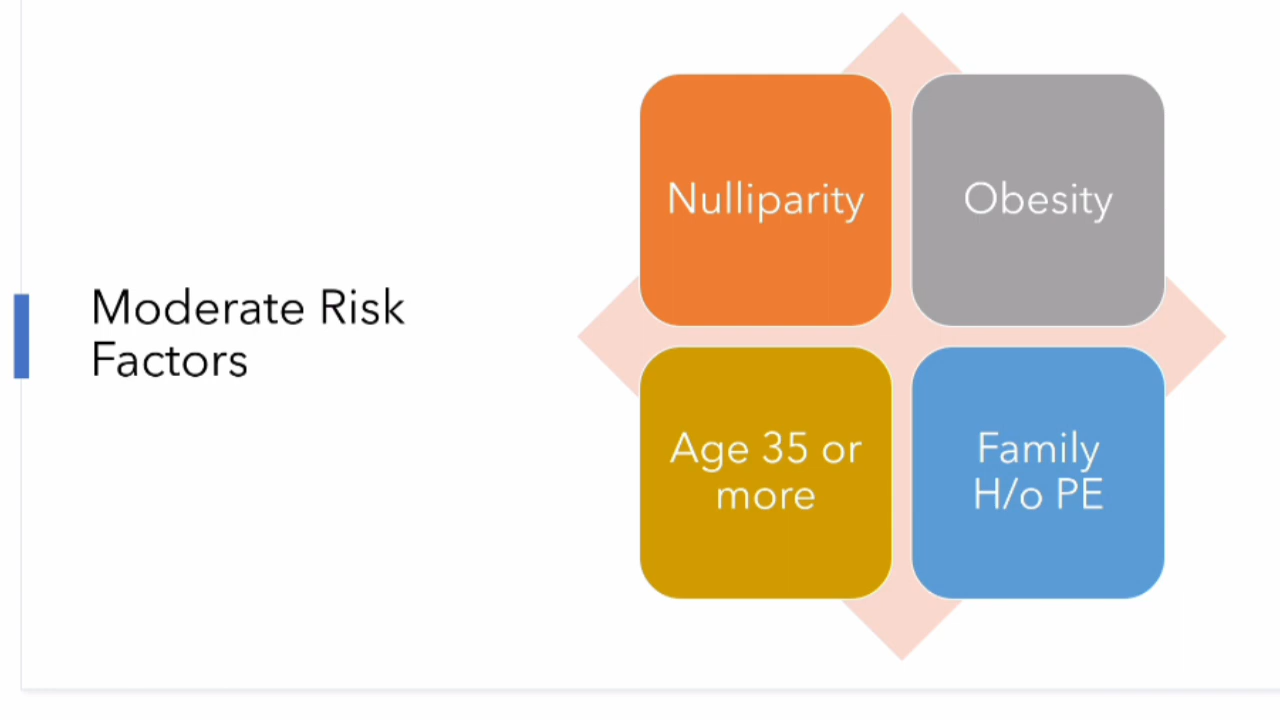 Moderate Risk
Factors
Nulliparity
Obesity
Age 35 or
more
Family
H/o PE